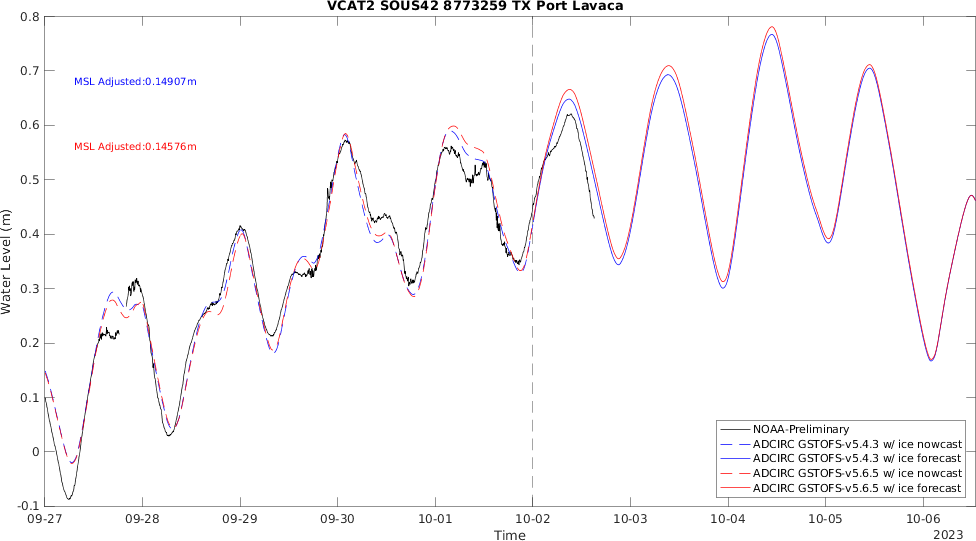 VCAT2 SOUS42 8773259 TX Port Lavaca
0.8
0.7
0.6
0.5
0.4
0.3
0.2
0.1
0
-0.1
Water Level (m)
MSL Adjusted:0.14907m
MSL Adjusted:0.14576m
NOAA-Preliminary
ADCIRC GSTOFS-v5.4.3 w/ ice nowcast
ADCIRC GSTOFS-v5.4.3 w/ ice forecast
ADCIRC GSTOFS-v5.6.5 w/ ice nowcast
ADCIRC GSTOFS-v5.6.5 w/ ice forecast
09-27 09-28 09-29 09-30 10-01 10-02 10-03 10-04 10-05 10-06
Time
2023